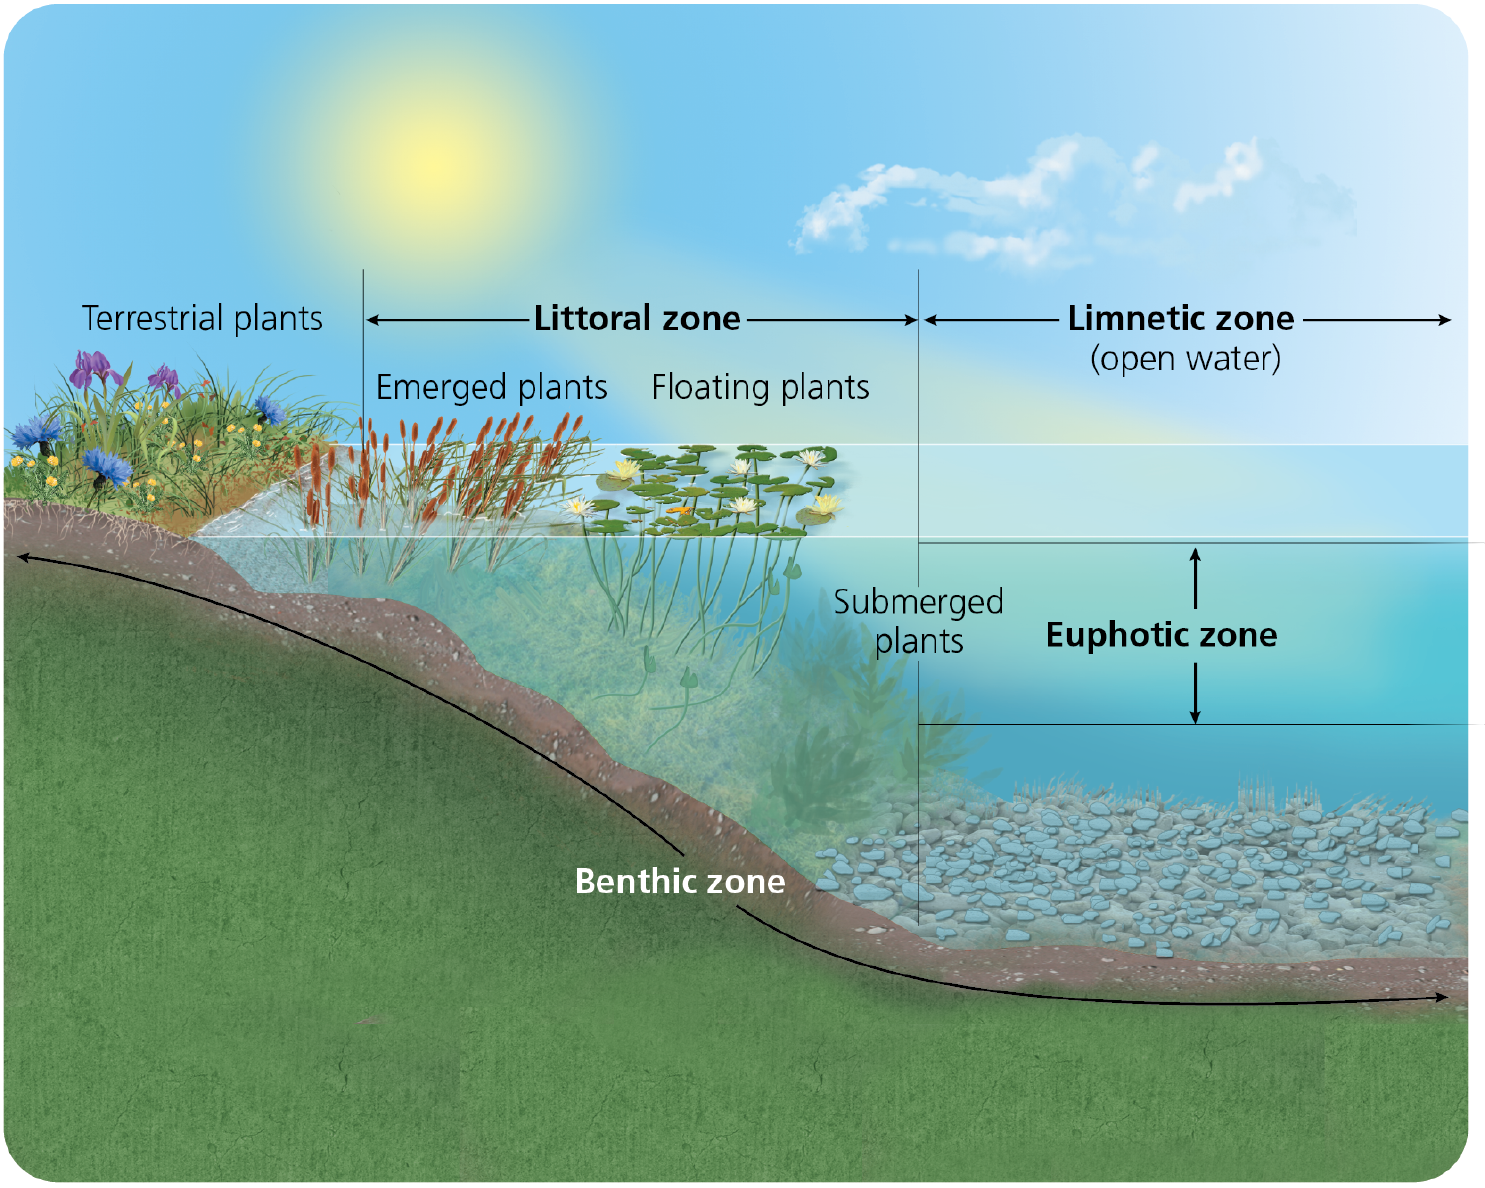 Terrestrial plants
Littoral zone
Limnetic zone
(open water)
Emerged plants
Floating plants
Submerged
plants
Euphotic zone
Benthic zone